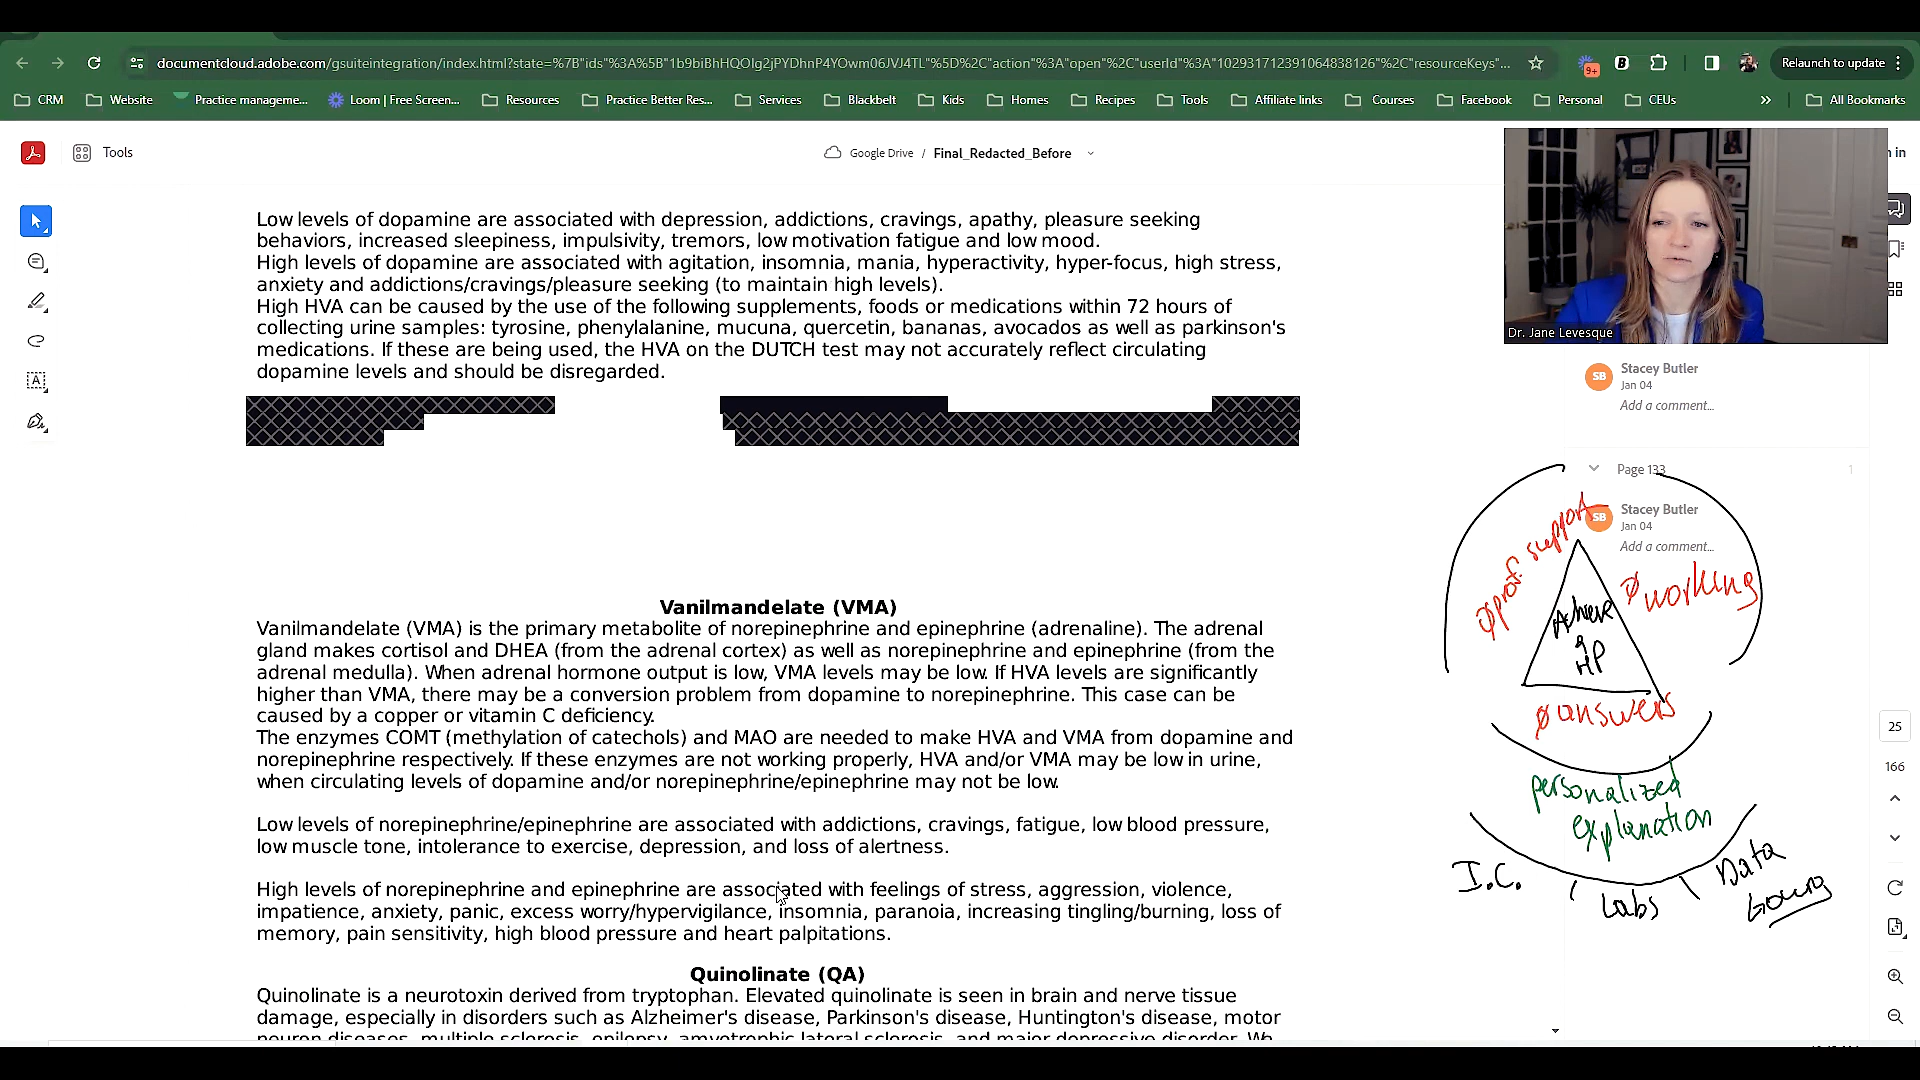 documentcloud.adobe.com/gsuiteintegration/index.html?state=%7B"ids"%3A%5B"1b9biBhHQOIg2jPYDhnP4YOwm06JVJ4TL"%5D%2C"action"%3A"open"%2C"userId"%3A"102931712391064838126"%2C"resourceKeys"...
9+
Relaunch to update
CRM
Website
Practice manageme...
Loom | Free Screen...
Resources
Practice Better Res...
Services
Blackbelt
Kids
Homes
Recipes
Tools
Affiliate links
Courses
Facebook
Personal
CEUs
All Bookmarks
Tools
Google Drive / Final_Redacted_Before
n in
Low levels of dopamine are associated with depression, addictions, cravings, apathy, pleasure seeking
behaviors, increased sleepiness, impulsivity, tremors, low motivation fatigue and low mood.
High levels of dopamine are associated with agitation, insomnia, mania, hyperactivity, hyper-focus, high stress,
anxiety and addictions/cravings/pleasure seeking (to maintain high levels).
High HVA can be caused by the use of the following supplements, foods or medications within 72 hours of
collecting urine samples: tyrosine, phenylalanine, mucuna, quercetin, bananas, avocados as well as parkinson's
medications. If these are being used, the HVA on the DUTCH test may not accurately reflect circulating
dopamine levels and should be disregarded.
Vanilmandelate (VMA)
Vanilmandelate (VMA) is the primary metabolite of norepinephrine and epinephrine (adrenaline). The adrenal
gland makes cortisol and DHEA (from the adrenal cortex) as well as norepinephrine and epinephrine (from the
adrenal medulla). When adrenal hormone output is low, VMA levels may be low. If HVA levels are significantly
higher than VMA, there may be a conversion problem from dopamine to norepinephrine. This case can be
caused by a copper or vitamin C deficiency.
The enzymes COMT (methylation of catechols) and MAO are needed to make HVA and VMA from dopamine and
norepinephrine respectively. If these enzymes are not working properly, HVA and/or VMA may be low in urine,
when circulating levels of dopamine and/or norepinephrine/epinephrine may not be low.
Low levels of norepinephrine/epinephrine are associated with addictions, cravings, fatigue, low blood pressure,
low muscle tone, intolerance to exercise, depression, and loss of alertness.
High levels of norepinephrine and epinephrine are associated with feelings of stress, aggression, violence,
impatience, anxiety, panic, excess worry/hypervigilance, insomnia, paranoia, increasing tingling/burning, loss of
memory, pain sensitivity, high blood pressure and heart palpitations.
Quinolinate (QA)
Quinolinate is a neurotoxin derived from tryptophan. Elevated quinolinate is seen in brain and nerve tissue
damage, especially in disorders such as Alzheimer's disease, Parkinson's disease, Huntington's disease, motor
neuron diseases, multiple sclerosis, epilepsy, amyotrophic lateral sclerosis, and major depressive disorder. We
Dr. Jane Levesque
SB Stacey Butler
Jan 04
Add a comment...
Page 133
1
SB Stacey Butler
Jan 04
Add a comment...
Ø prof. support
Ø working
Achieve
HP
Ø answers
personalized
explanation
I.C.
Labs
Data
25
166